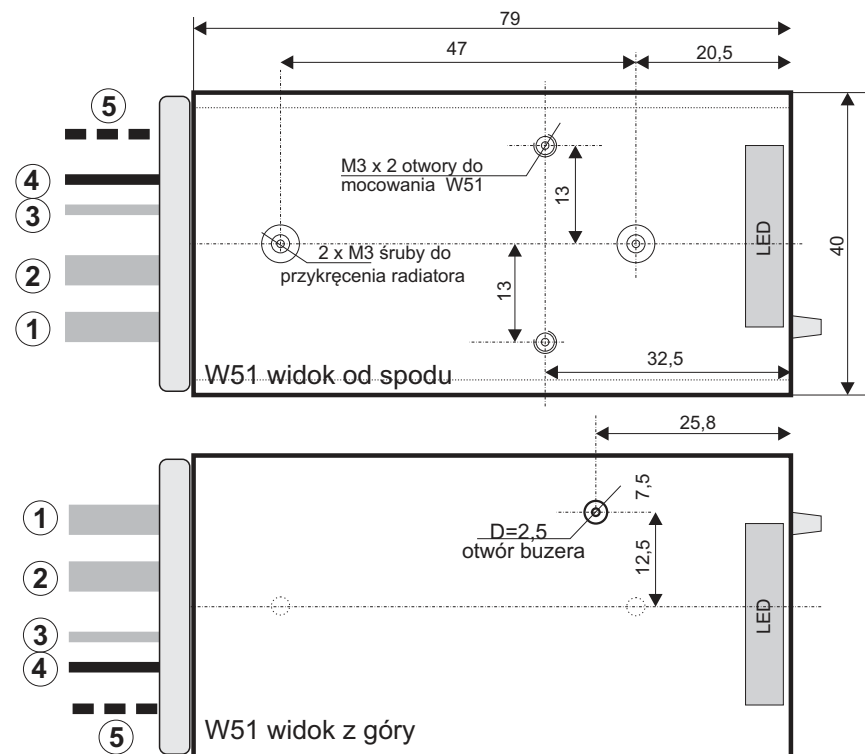 79
47
20,5
5
M3 x 2 otwory do
mocowania W51
4
13
3
LED
40
2 x M3 śruby do
przykręcenia radiatora
2
13
1
32,5
W51 widok od spodu
25,8
7,5
1
D=2,5
otwór buzera
12,5
2
LED
3
4
W51 widok z góry
5